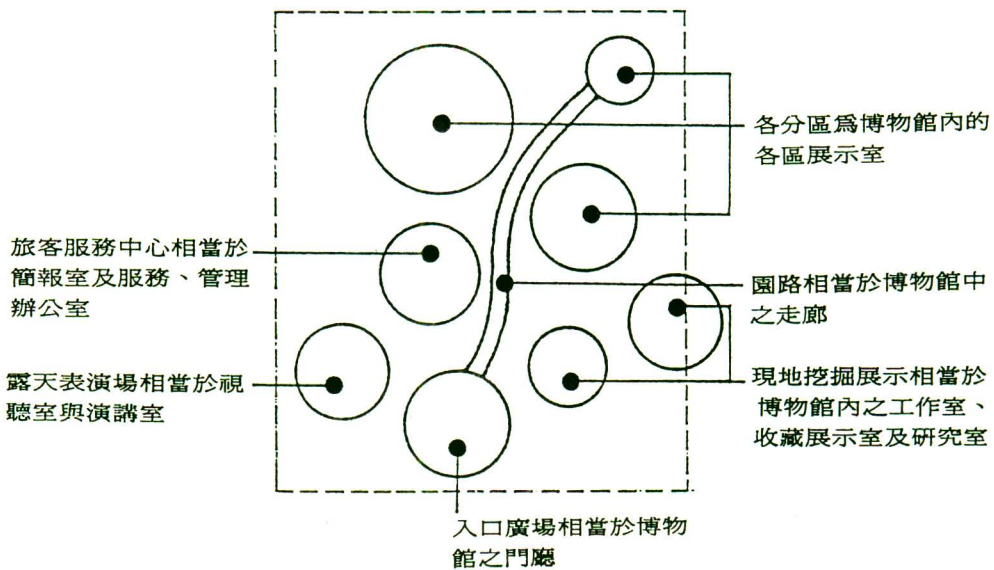 各分區爲博物館內的
各區展示室
旅客服務中心相當於
簡報室及服務、管理
辦公室
園路相當於博物館中
之走廊
露天表演場相當於視
聽室與演講室
現地挖掘展示相當於
博物館內之工作室、
收藏展示室及研究室
入口廣場相當於博物
館之門廳